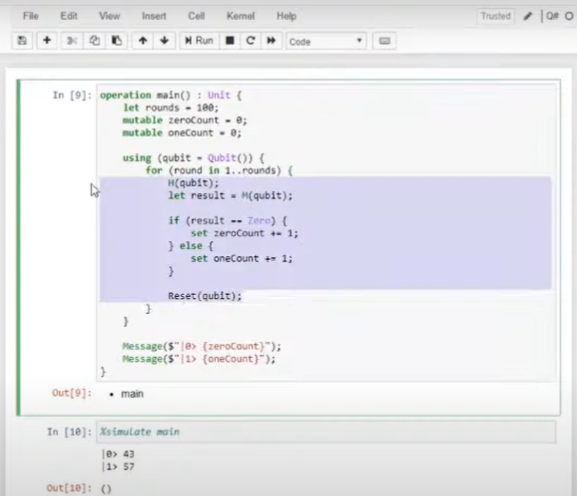 File Edit View Insert Cell Kernel Help
Trusted Q#
Run Code
In [9]: operation main() : Unit {
let rounds = 100;
mutable zeroCount = 0;
mutable oneCount = 0;
using (qubit = Qubit()) {
for (round in 1..rounds) {
H(qubit);
let result = M(qubit);
if (result == Zero) {
set zeroCount += 1;
} else {
set oneCount += 1;
}
Reset(qubit);
}
}
Message($"|0> {zeroCount}");
Message($"|1> {oneCount}");
}
Out[9]: • main
In [10]: %simulate main
|0> 43
|1> 57
Out[10]: ()